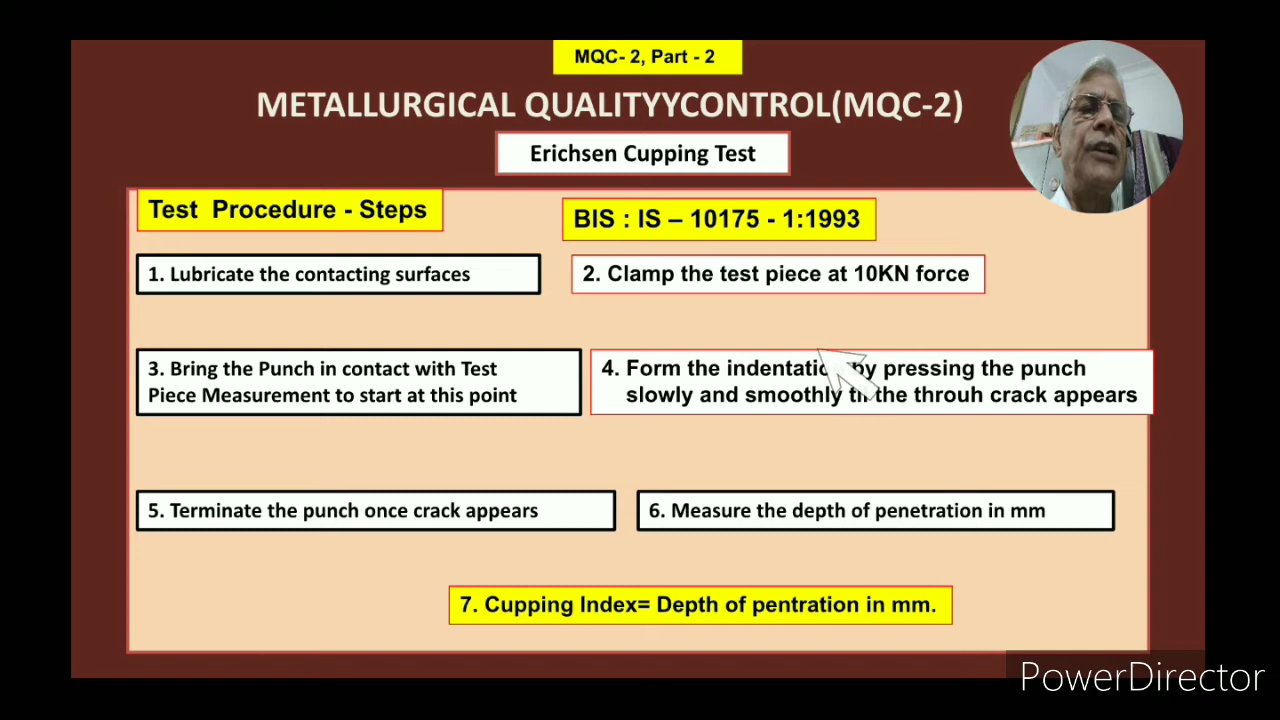 MQC- 2, Part - 2
METALLURGICAL QUALITYYCONTROL(MQC-2)
Erichsen Cupping Test
Test Procedure - Steps
BIS : IS – 10175 - 1:1993
1. Lubricate the contacting surfaces
2. Clamp the test piece at 10KN force
3. Bring the Punch in contact with Test
Piece Measurement to start at this point
4. Form the indentation by pressing the punch
slowly and smoothly til the throuh crack appears
5. Terminate the punch once crack appears
6. Measure the depth of penetration in mm
7. Cupping Index= Depth of pentration in mm.
PowerDirector